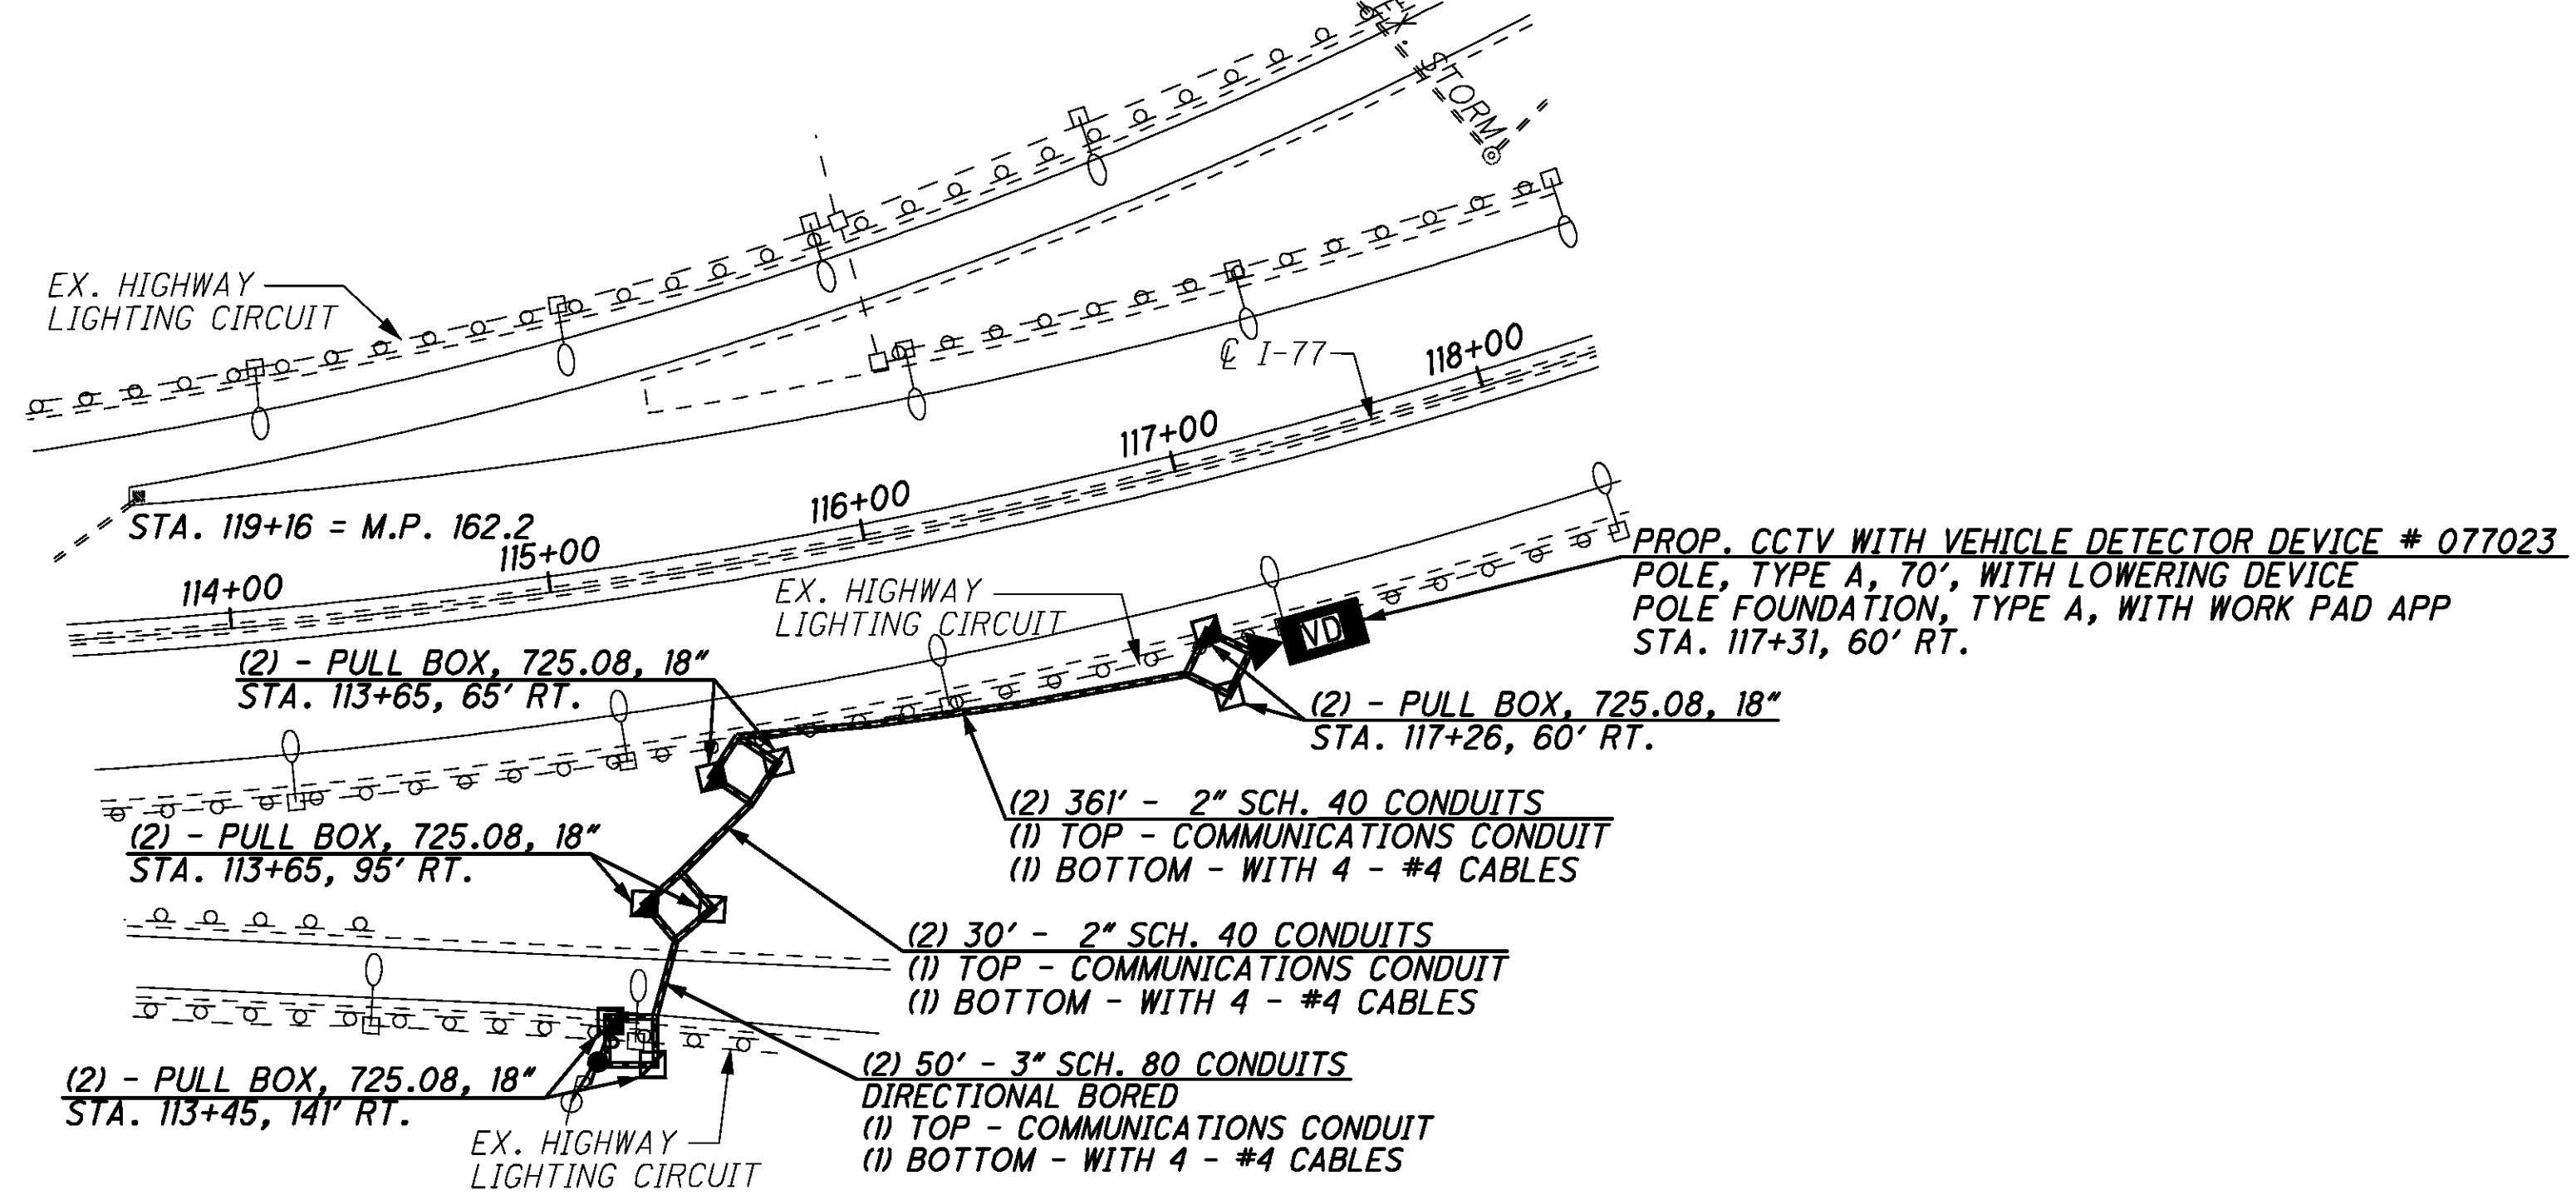 EX. STORM
EX. HIGHWAY
LIGHTING CIRCUIT
℄ I-77
118+00
117+00
116+00
STA. 119+16 = M.P. 162.2
115+00
114+00
EX. HIGHWAY
LIGHTING CIRCUIT
PROP. CCTV WITH VEHICLE DETECTOR DEVICE # 077023
POLE, TYPE A, 70', WITH LOWERING DEVICE
POLE FOUNDATION, TYPE A, WITH WORK PAD APP
STA. 117+31, 60' RT.
VD
(2) - PULL BOX, 725.08, 18"
STA. 113+65, 65' RT.
(2) - PULL BOX, 725.08, 18"
STA. 117+26, 60' RT.
(2) 361' - 2" SCH. 40 CONDUITS
(1) TOP - COMMUNICATIONS CONDUIT
(1) BOTTOM - WITH 4 - #4 CABLES
(2) - PULL BOX, 725.08, 18"
STA. 113+65, 95' RT.
(2) 30' - 2" SCH. 40 CONDUITS
(1) TOP - COMMUNICATIONS CONDUIT
(1) BOTTOM - WITH 4 - #4 CABLES
(2) 50' - 3" SCH. 80 CONDUITS
DIRECTIONAL BORED
(1) TOP - COMMUNICATIONS CONDUIT
(1) BOTTOM - WITH 4 - #4 CABLES
(2) - PULL BOX, 725.08, 18"
STA. 113+45, 141' RT.
EX. HIGHWAY
LIGHTING CIRCUIT